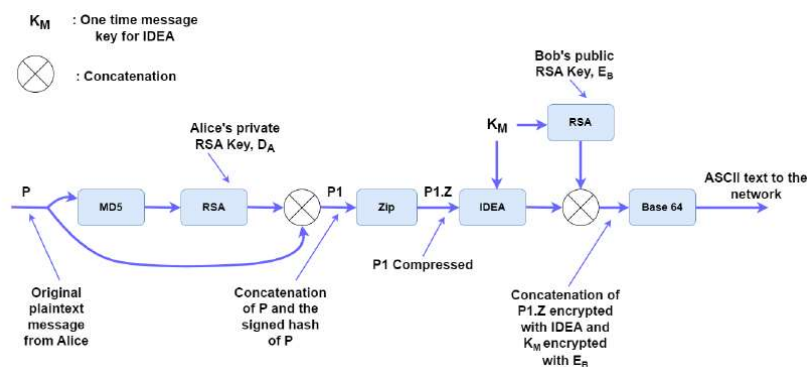 K_M : One time message
key for IDEA
: Concatenation
Bob's public
RSA Key, E_B
Alice's private
RSA Key, D_A
K_M
RSA
ASCII text to the
network
P
P1
P1.Z
MD5
RSA
Zip
IDEA
Base 64
P1 Compressed
Original
plaintext
message
from Alice
Concatenation
of P and the
signed hash
of P
Concatenation of
P1.Z encrypted
with IDEA and
K_M encrypted
with E_B